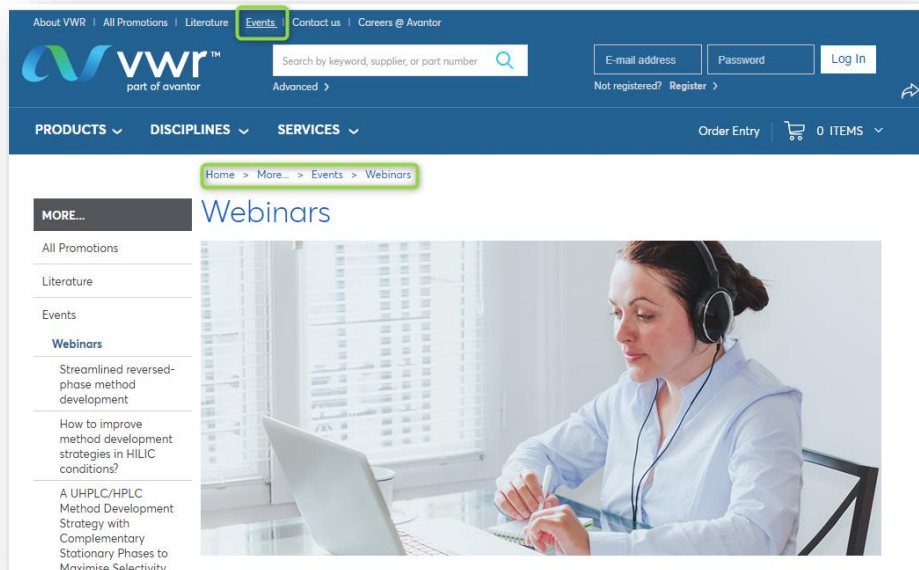 About VWR | All Promotions | Literature Events | Contact us | Careers @ Avantor
vwr™
part of avantor
Search by keyword, supplier, or part number
Advanced >
E-mail address
Password
Log In
Not registered? Register >
PRODUCTS DISCIPLINES SERVICES
Order Entry
0 ITEMS
Home > More... > Events > Webinars
MORE...
Webinars
All Promotions
Literature
Events
Webinars
Streamlined reversed-
phase method
development
How to improve
method development
strategies in HILIC
conditions?
A UHPLC/HPLC
Method Development
Strategy with
Complementary
Stationary Phases to
Maximise Selectivity